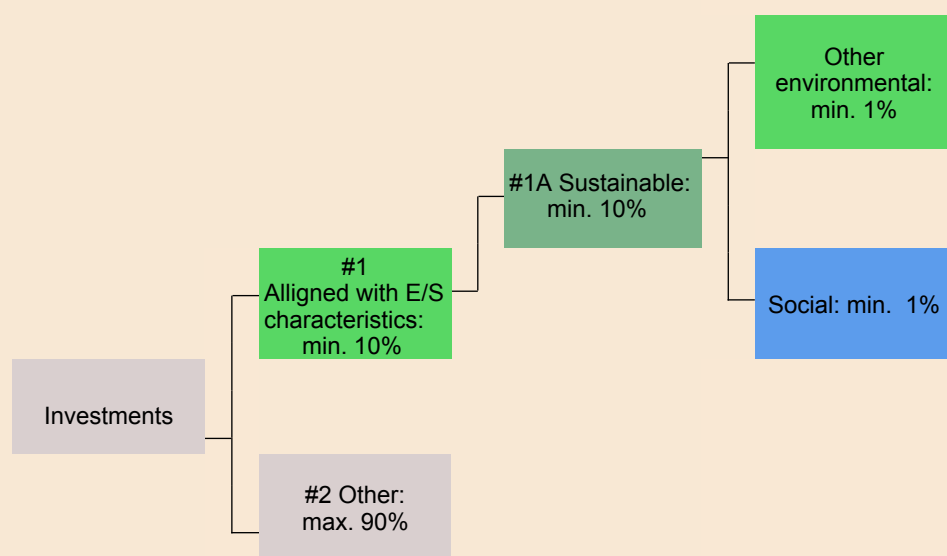 Other
environmental:
min. 1%
#1A Sustainable:
min. 10%
#1
Alligned with E/S
characteristics:
min. 10%
Social: min. 1%
Investments
#2 Other:
max. 90%